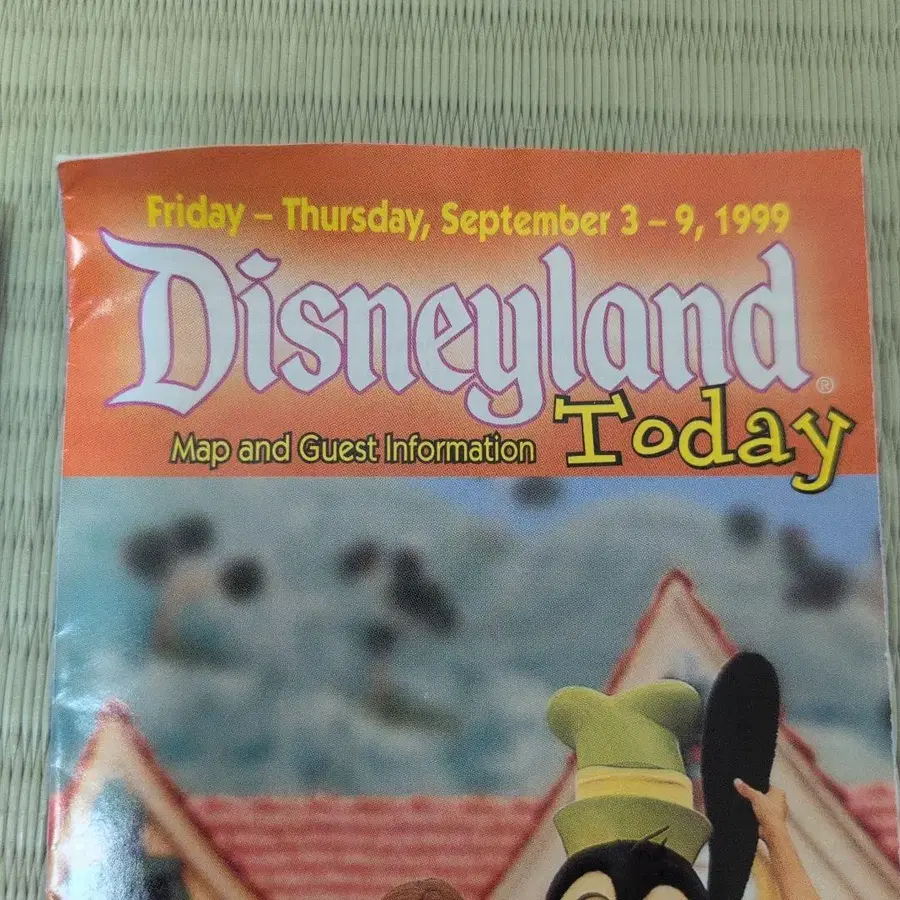 Friday – Thursday, September 3 – 9, 1999
Disneyland®
Today
Map and Guest Information